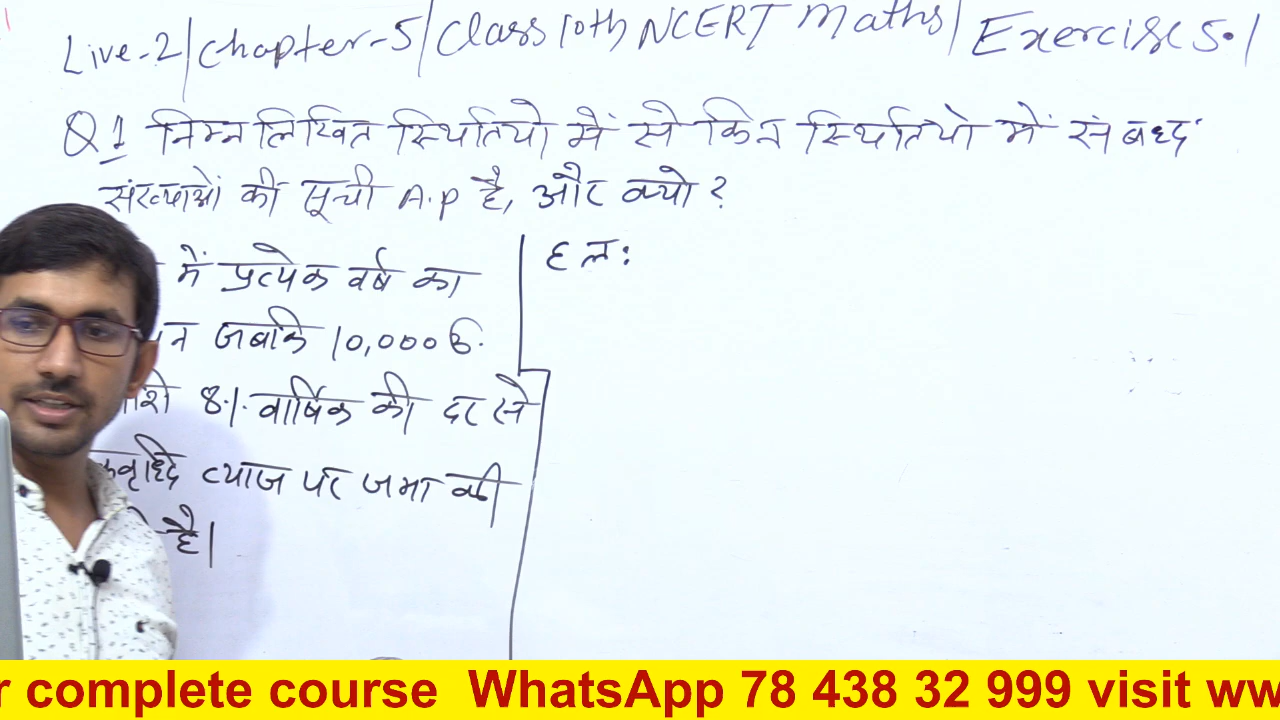 Live-2/Chapter-5/Class 10th NCERT Maths/ Exercise 5.1
Q1 निम्नलिखित स्थितियो में से किन स्थितियो में संबध्द
संख्याओं की सूची A.P है, और क्यो?
हलः
में प्रत्येक वर्ष का
न जबकि 10,000 रु.
8% वार्षिक की दर से
ब्याज पर जमा की
है।
r complete course WhatsApp 78 438 32 999 visit ww